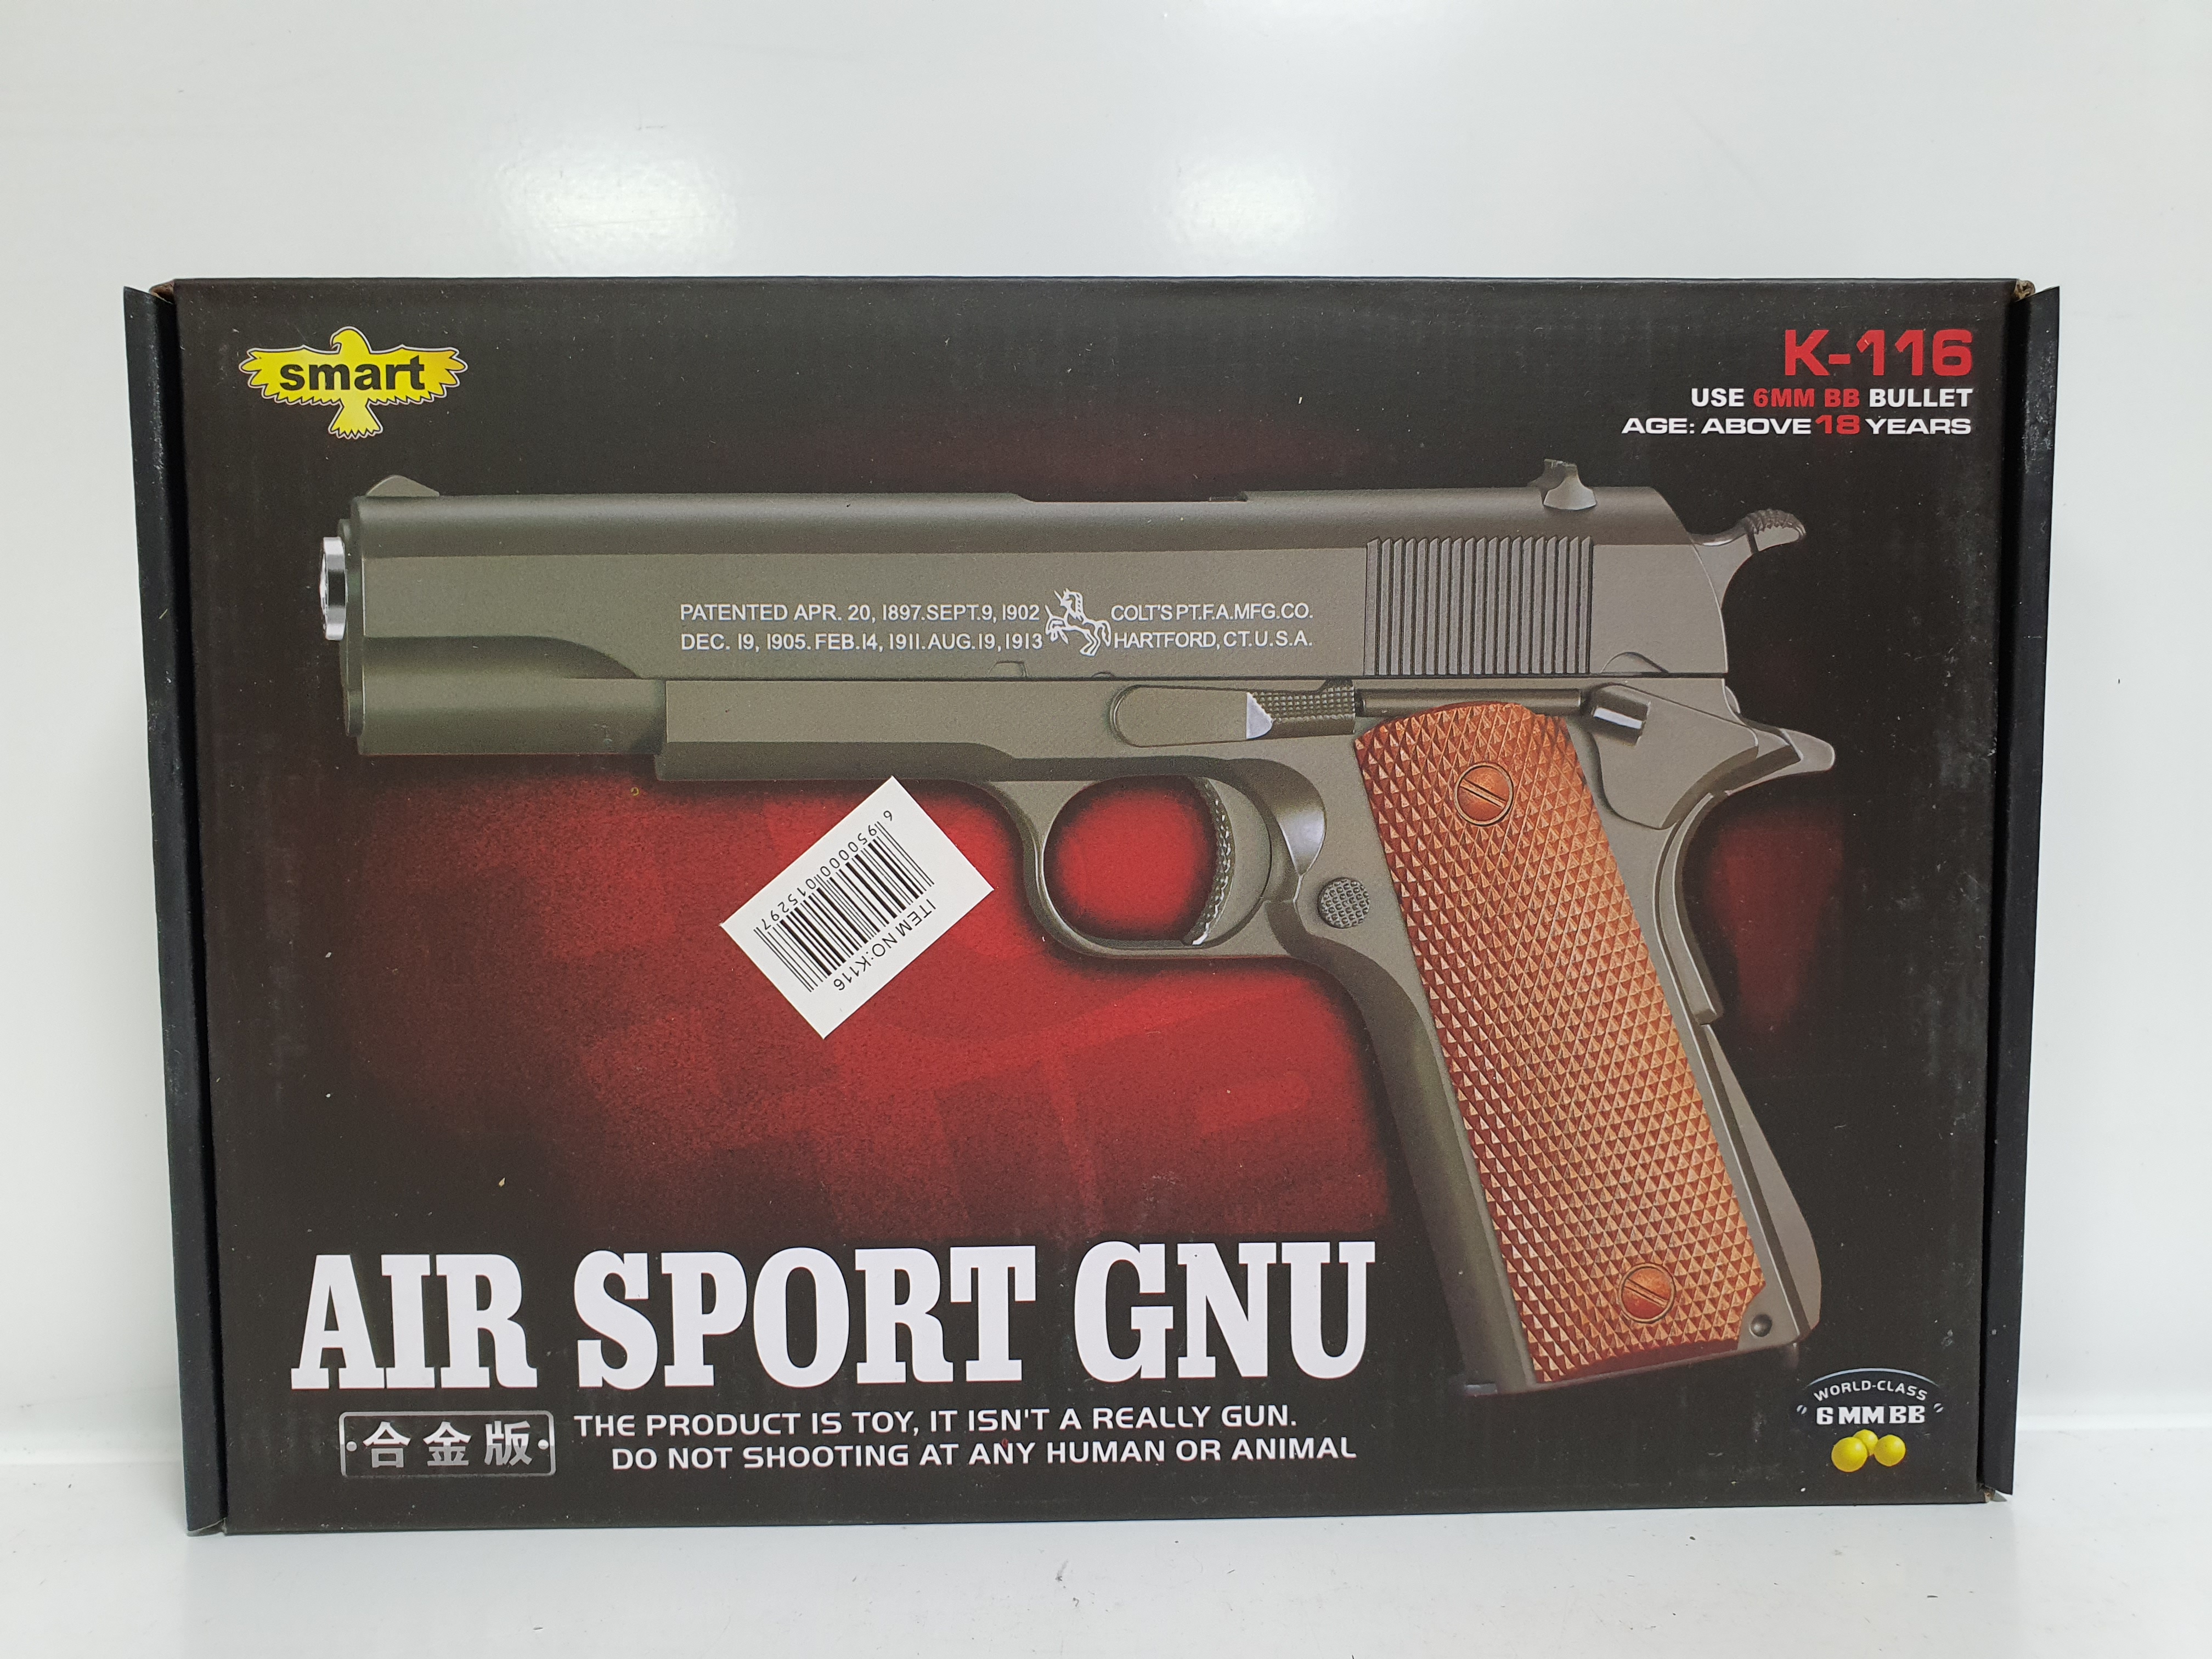 smart
K-116
USE 6MM BB BULLET
AGE: ABOVE 18 YEARS
PATENTED APR. 20, 1897.SEPT.9, 1902
DEC. 19, 1905. FEB.14, 1911.AUG.19,1913
COLT'S PT.F.A.MFG.CO.
HARTFORD, CT.U.S.A.
ITEM NO:K116
6 950000 015297
AIR SPORT GNU
合金版
THE PRODUCT IS TOY, IT ISN'T A REALLY GUN.
DO NOT SHOOTING AT ANY HUMAN OR ANIMAL
WORLD-CLASS
"6MMBB"